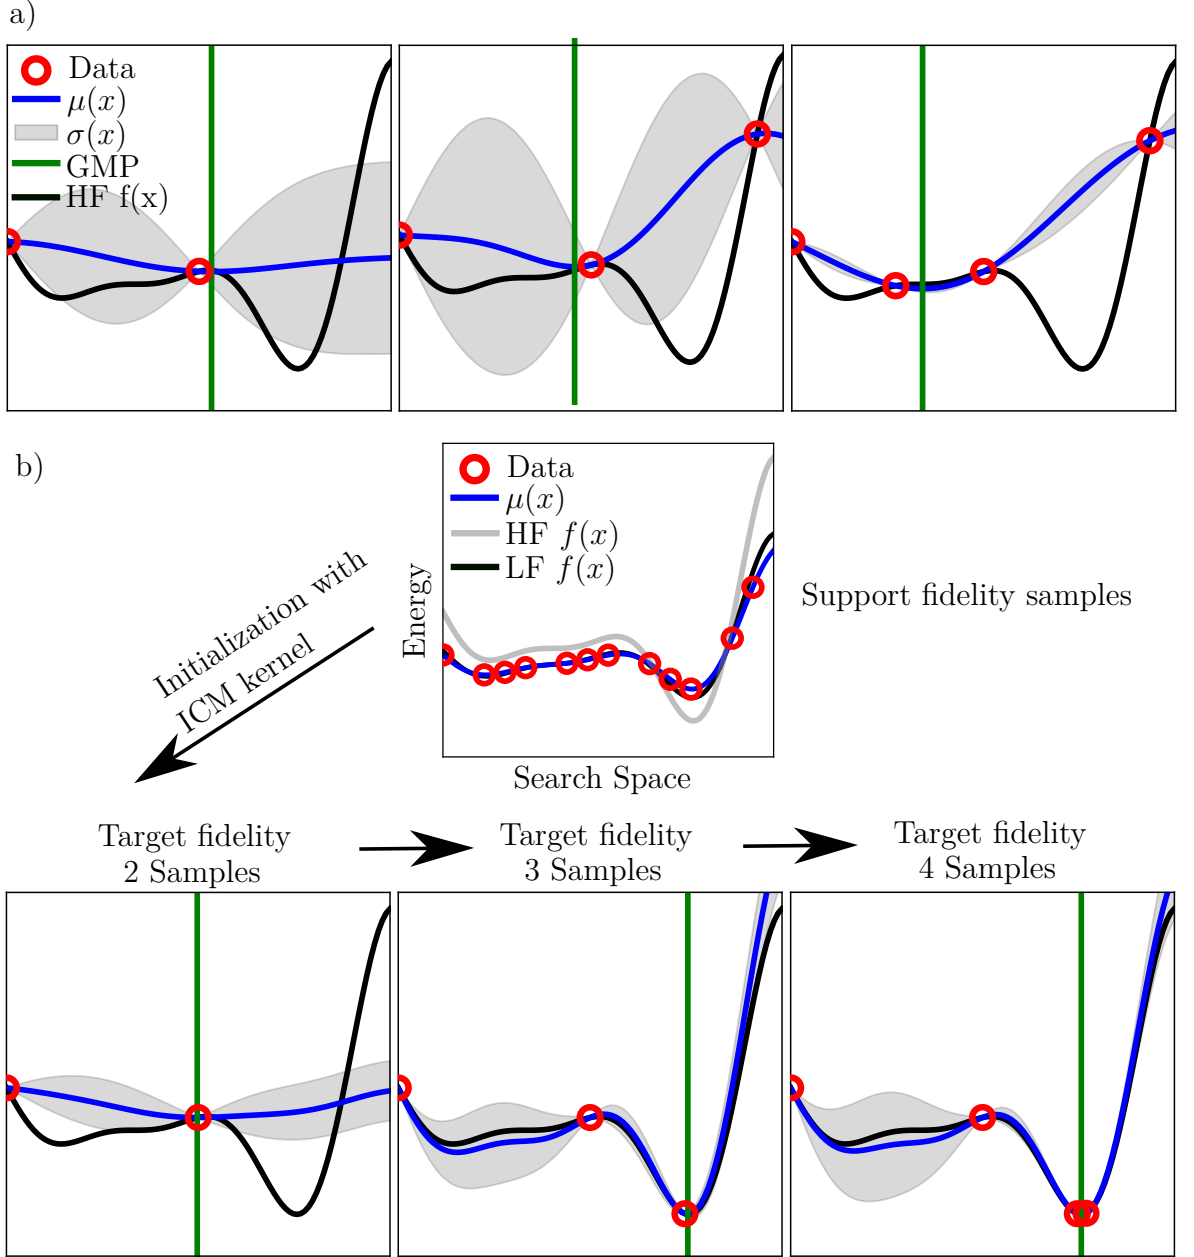 a)
Data
μ(x)
σ(x)
GMP
HF f(x)
b)
Data
μ(x)
HF f(x)
LF f(x)
Energy
Search Space
Initialization with
ICM kernel
Support fidelity samples
Target fidelity
2 Samples
Target fidelity
3 Samples
Target fidelity
4 Samples